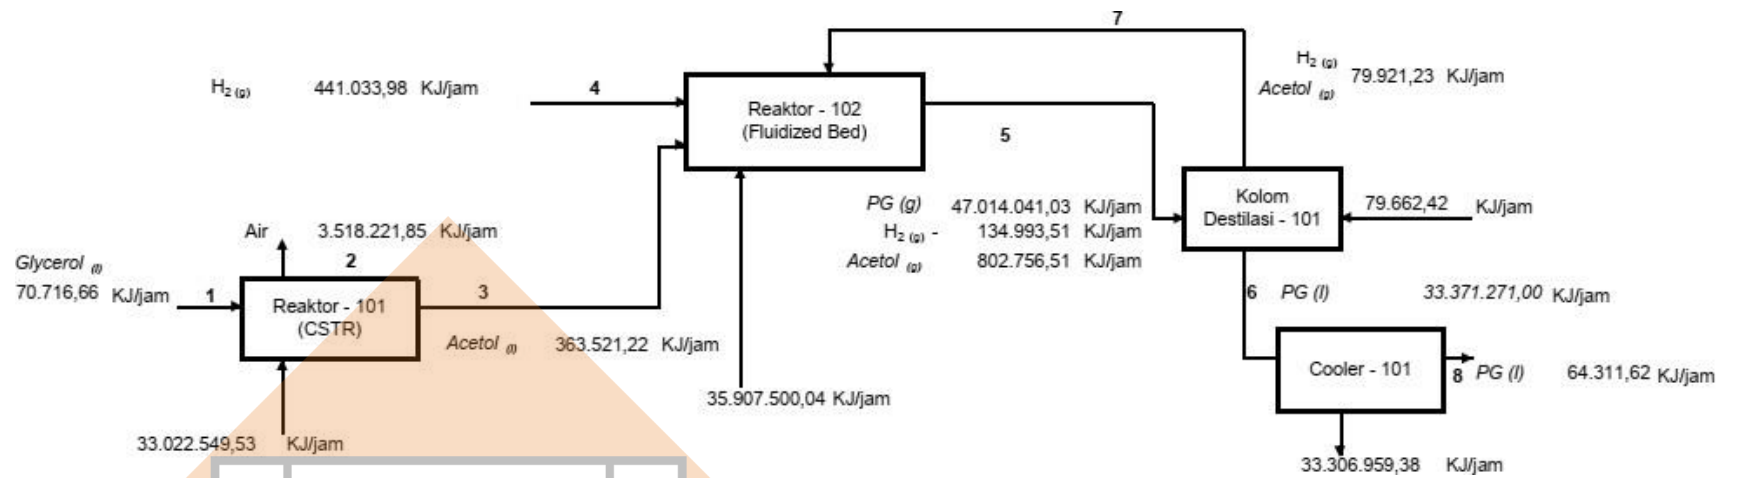 7
H2 (g)
Acetol (g)
79.921,23 KJ/jam
H2 (g) 441.033,98 KJ/jam
4
Reaktor - 102
(Fluidized Bed)
5
PG (g) 47.014.041,03 KJ/jam
H2 (g) - 134.993,51 KJ/jam
Acetol (g) 802.756,51 KJ/jam
Kolom
Destilasi - 101
79.662,42 KJ/jam
Air 3.518.221,85 KJ/jam
2
Glycerol (l)
70.716,66 KJ/jam
1
Reaktor - 101
(CSTR)
3
Acetol (l) 363.521,22 KJ/jam
6 PG (l) 33.371.271,00 KJ/jam
Cooler - 101
8 PG (l) 64.311,62 KJ/jam
35.907.500,04 KJ/jam
33.022.549,53 KJ/jam
33.306.959,38 KJ/jam